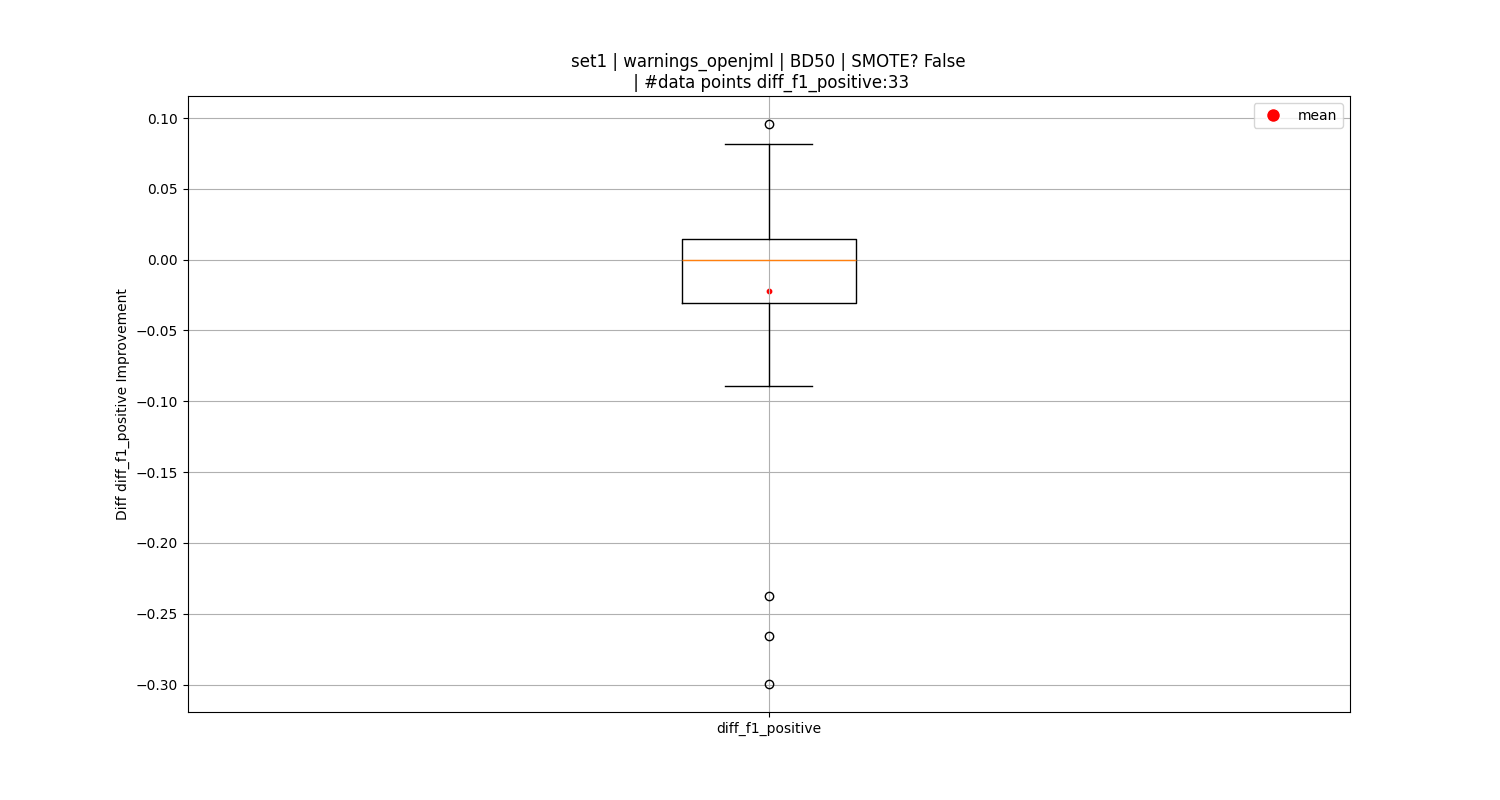 set1 | warnings_openjml | BD50 | SMOTE? False
| #data points diff_f1_positive:33
mean
0.10
0.05
0.00
−0.05
−0.10
−0.15
−0.20
−0.25
−0.30
Diff diff_f1_positive Improvement
diff_f1_positive